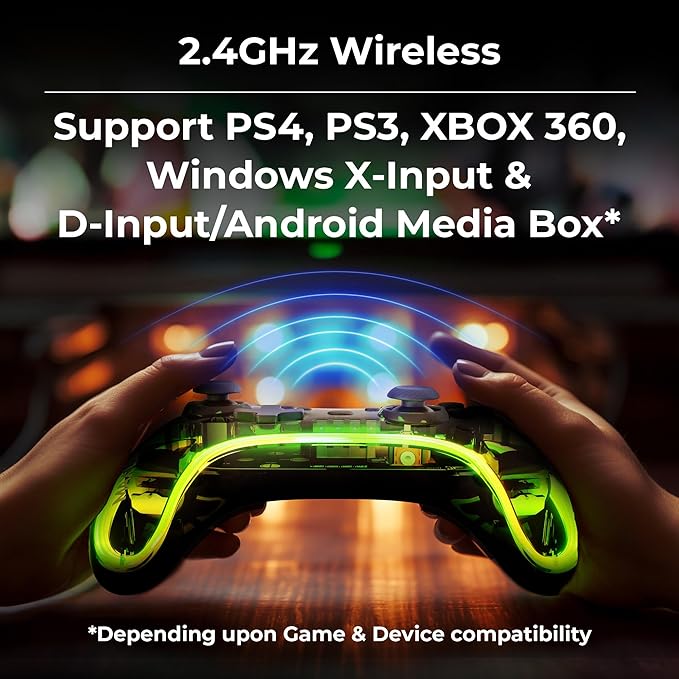 2.4GHz Wireless
Support PS4, PS3, XBOX 360,
Windows X-Input &
D-Input/Android Media Box*
*Depending upon Game & Device compatibility